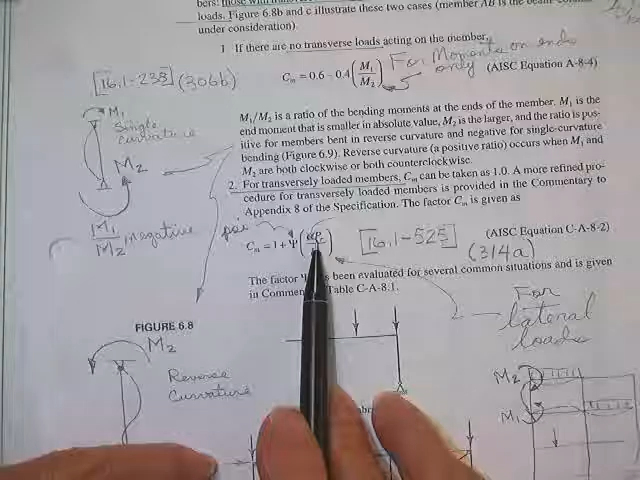 loads. Figure 6.8b and c illustrate these two cases (member AB is the
under consideration).
1 If there are no transverse loads acting on the member,
For Moments on ends
only
[16.1-238] (306b)
Cm = 0.6 − 0.4 (M1/M2)
(AISC Equation A-8-4)
M1
Single
curvature
M2
M1/M2 is a ratio of the bending moments at the ends of the member. M1 is the
end moment that is smaller in absolute value, M2 is the larger, and the ratio is pos-
itive for members bent in reverse curvature and negative for single-curvature
bending (Figure 6.9). Reverse curvature (a positive ratio) occurs when M1 and
M2 are both clockwise or both counterclockwise.
2. For transversely loaded members, Cm can be taken as 1.0. A more refined pro-
cedure for transversely loaded members is provided in the Commentary to
Appendix 8 of the Specification. The factor Cm is given as
M1/M2 negative
psi
Cm = 1 + Ψ
[16.1-525]
(AISC Equation C-A-8-2)
(314a)
The factor Ψ has been evaluated for several common situations and is given
in Table C-A-8.1.
For
lateral
loads
FIGURE 6.8
M2
Reverse
Curvature
M2
M1